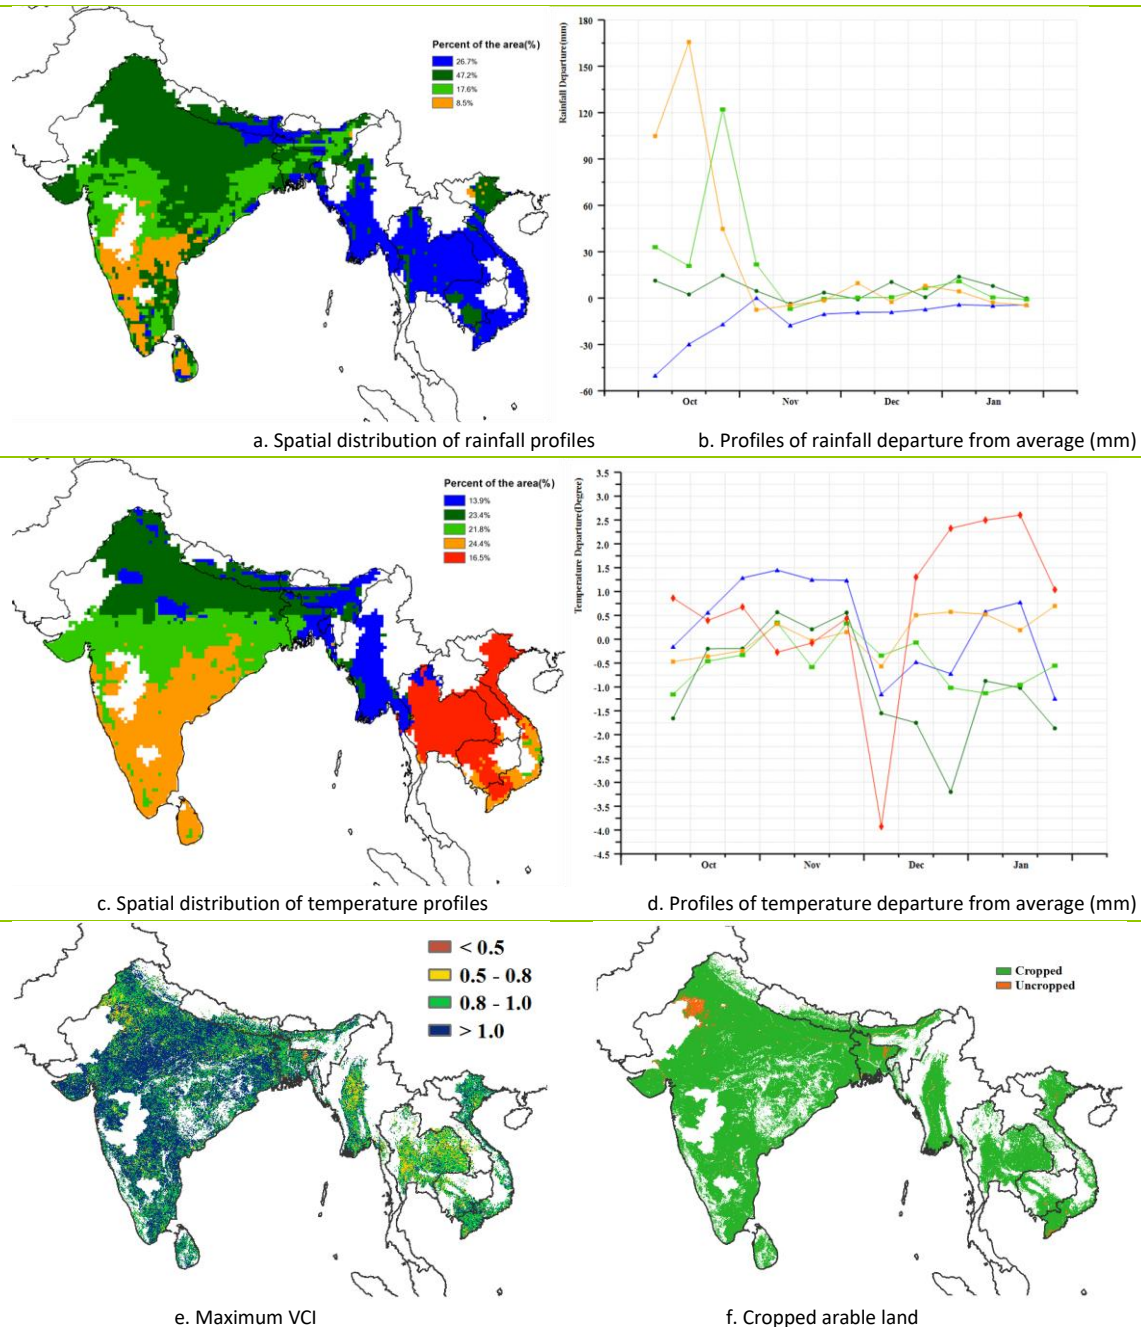 Percent of the area(%)
26.7%
47.2%
17.6%
8.5%
Rainfall Departure(mm)
180
150
120
90
60
30
0
-30
-60
Oct Nov Dec Jan
a. Spatial distribution of rainfall profiles
b. Profiles of rainfall departure from average (mm)
Percent of the area(%)
13.9%
23.4%
21.8%
24.4%
16.5%
Temperature Departure(Degree)
3.5
3.0
2.5
2.0
1.5
1.0
0.5
0.0
-0.5
-1.0
-1.5
-2.0
-2.5
-3.0
-3.5
-4.0
-4.5
Oct Nov Dec Jan
c. Spatial distribution of temperature profiles
d. Profiles of temperature departure from average (mm)
< 0.5
0.5 - 0.8
0.8 - 1.0
> 1.0
Cropped
Uncropped
e. Maximum VCI
f. Cropped arable land